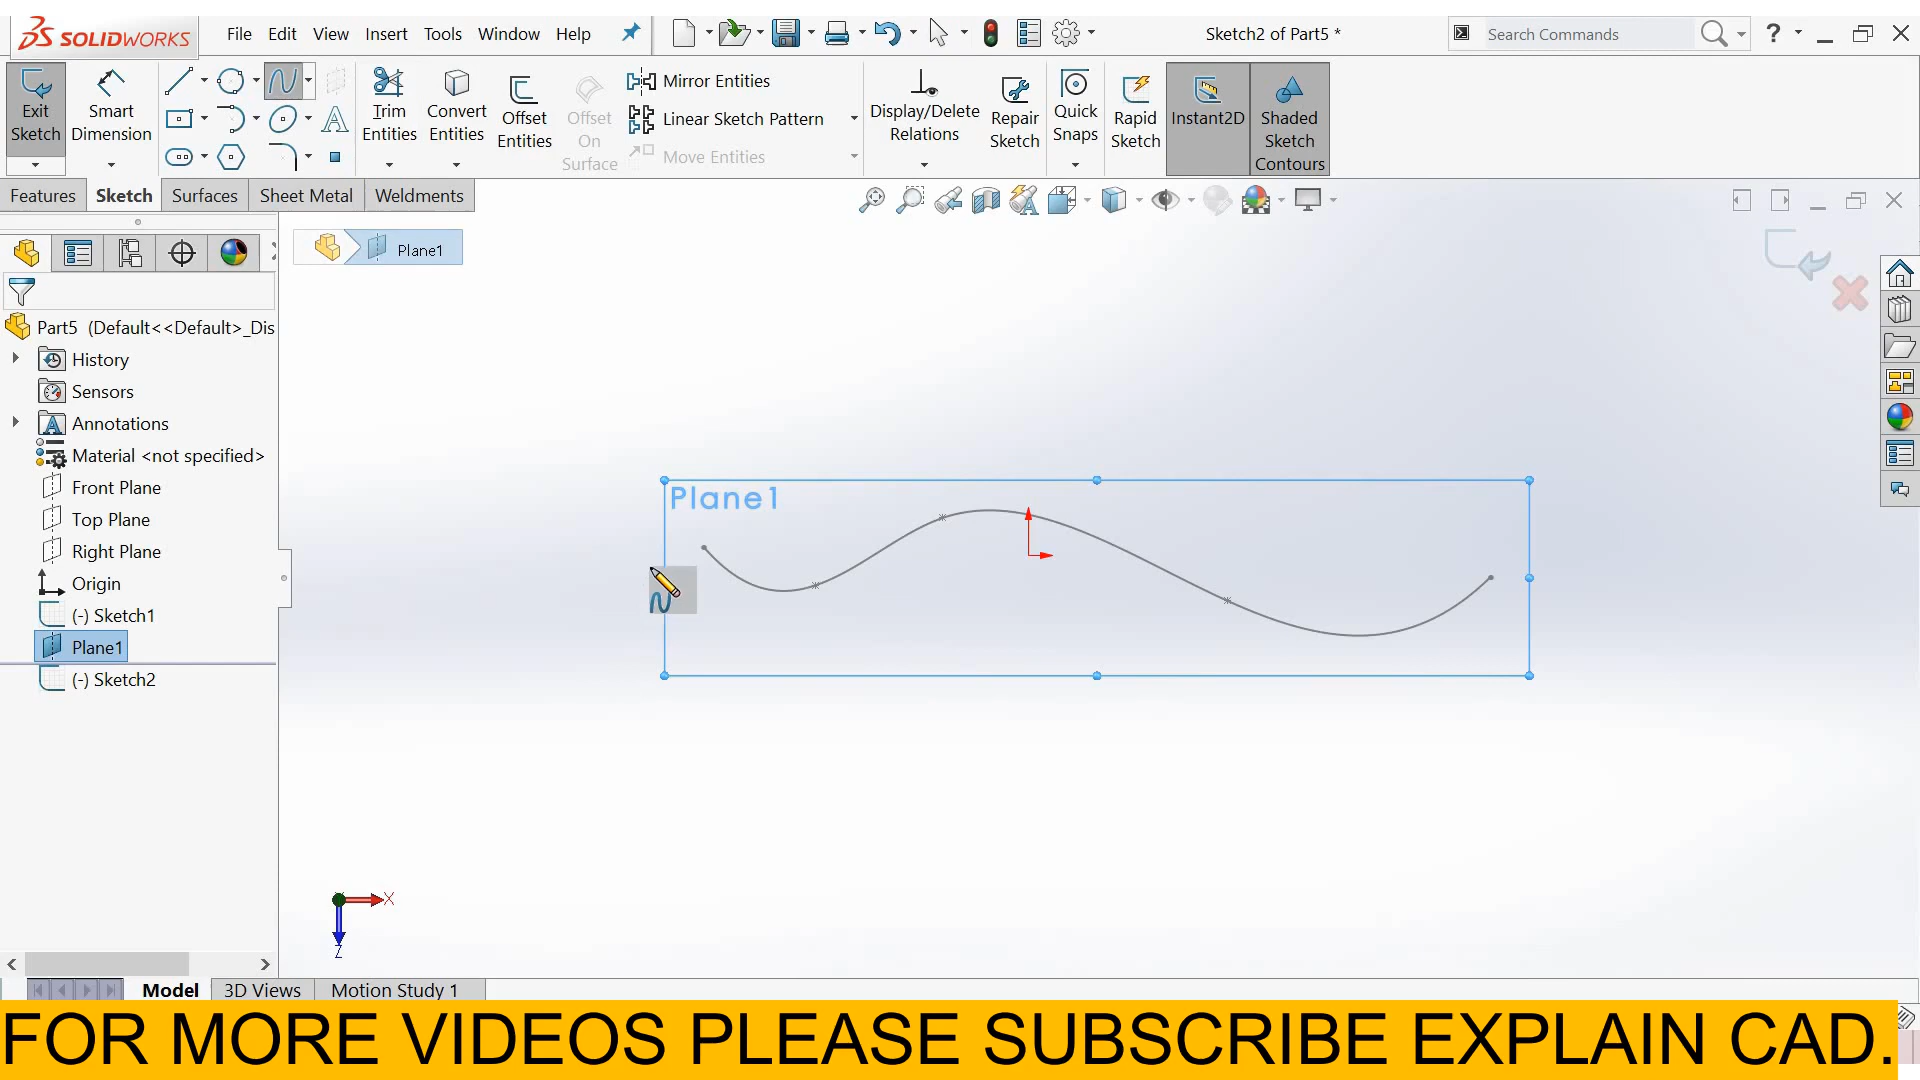 SOLIDWORKS
File Edit View Insert Tools Window Help
Sketch2 of Part5 *
Search Commands
?
Exit Sketch
Smart Dimension
Trim Entities
Convert Entities
Offset Entities
Offset On Surface
Mirror Entities
Linear Sketch Pattern
Move Entities
Display/Delete Relations
Repair Sketch
Quick Snaps
Rapid Sketch
Instant2D
Shaded Sketch Contours
Features Sketch Surfaces Sheet Metal Weldments
Plane1
Part5 (Default<<Default>_Dis
History
Sensors
Annotations
Material <not specified>
Front Plane
Top Plane
Right Plane
Origin
(-) Sketch1
Plane1
(-) Sketch2
Plane1
X
Z
Model 3D Views Motion Study 1
FOR MORE VIDEOS PLEASE SUBSCRIBE EXPLAIN CAD.